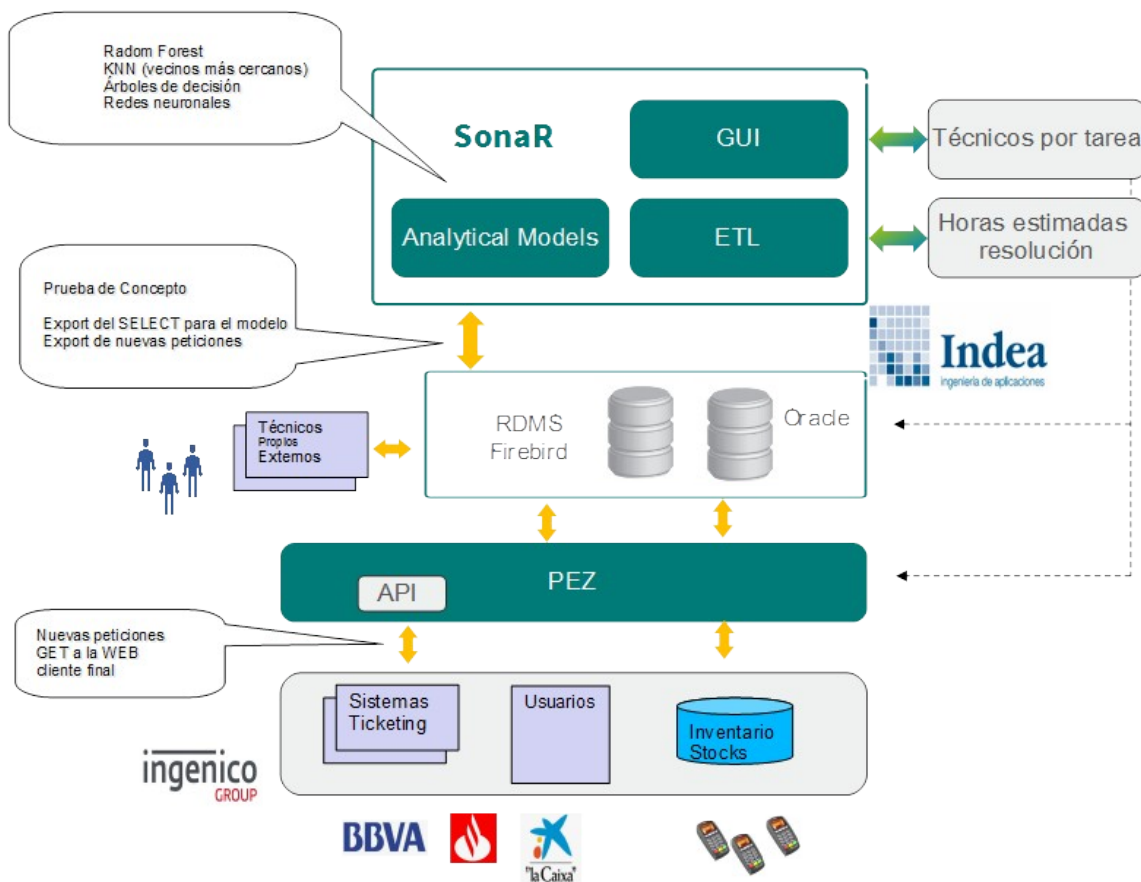 Radom Forest
KNN (vecinos más cercanos)
Árboles de decisión
Redes neuronales
SonaR
GUI
Analytical Models
ETL
Técnicos por tarea
Horas estimadas
resolución
Prueba de Concepto
Export del SELECT para el modelo
Export de nuevas peticiones
Indea
ingeniería de aplicaciones
Técnicos
Propios
Externos
RDMS
Firebird
Oracle
PEZ
API
Nuevas peticiones
GET a la WEB
cliente final
Sistemas
Ticketing
Usuarios
Inventario
Stocks
ingenico
GROUP
BBVA
"la Caixa"